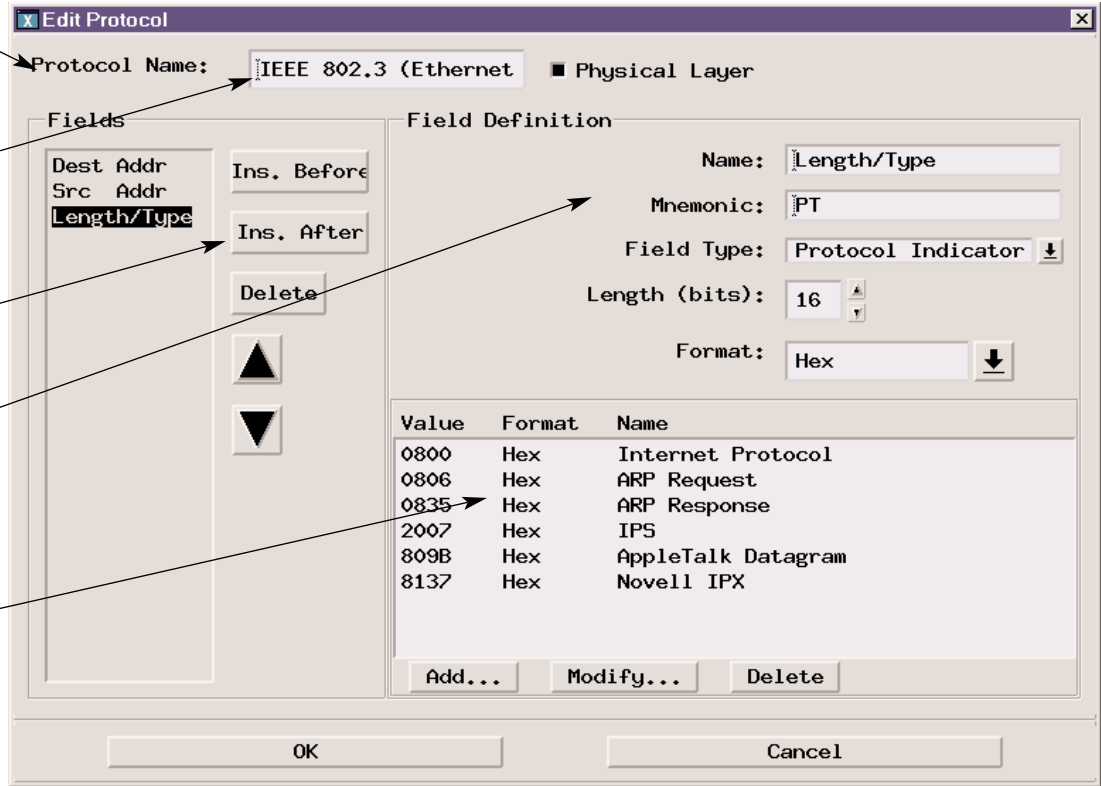 X Edit Protocol
Protocol Name: IEEE 802.3 (Ethernet Physical Layer
Fields
Dest Addr
Src Addr
Length/Type
Ins. Before
Ins. After
Delete
Field Definition
Name: Length/Type
Mnemonic: PT
Field Type: Protocol Indicator
Length (bits): 16
Format: Hex
Value Format Name
0800 Hex Internet Protocol
0806 Hex ARP Request
0835 Hex ARP Response
2007 Hex IPS
809B Hex AppleTalk Datagram
8137 Hex Novell IPX
Add... Modify... Delete
OK Cancel